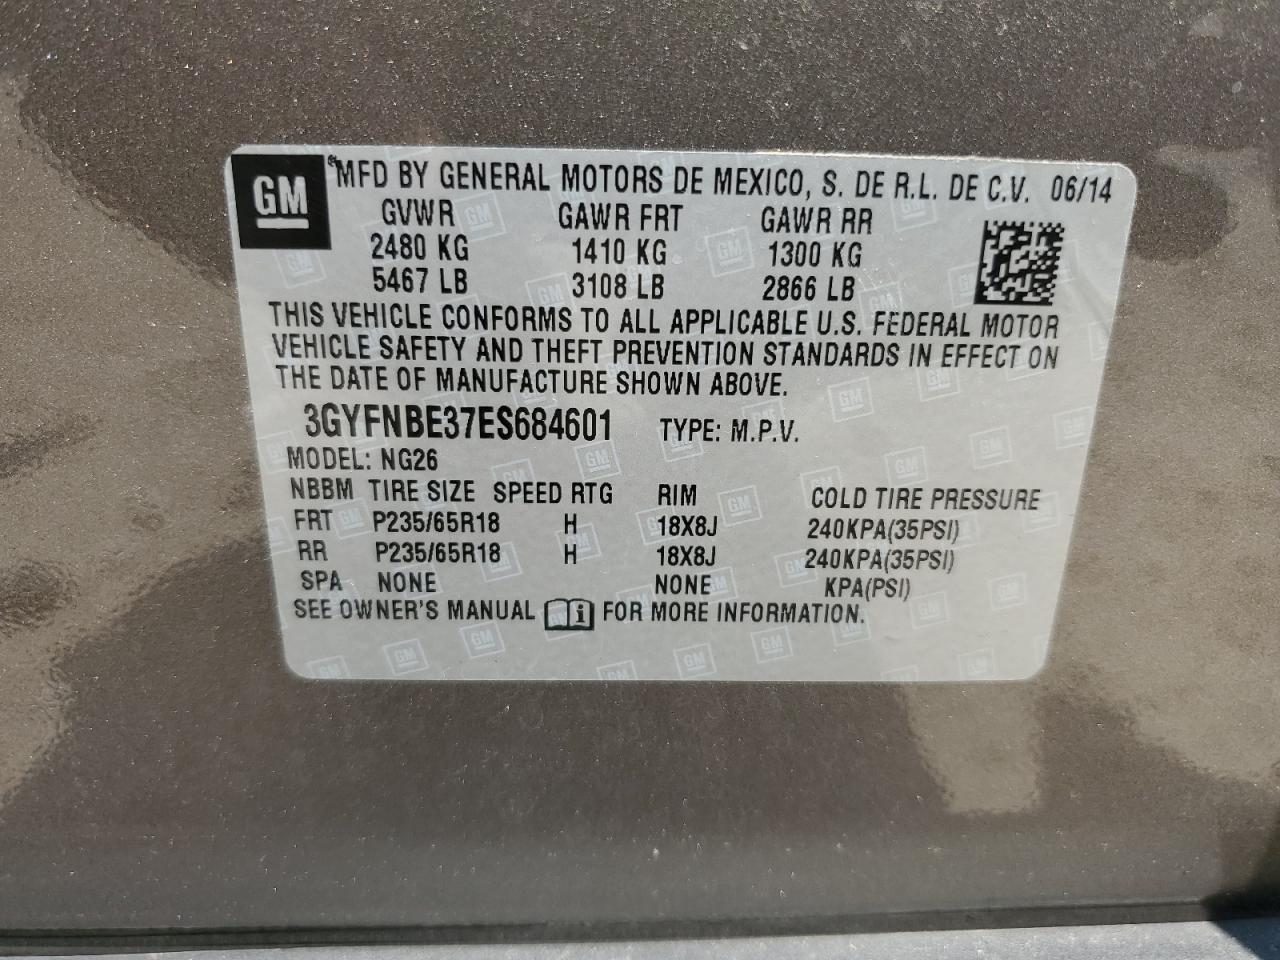 GM
MFD BY GENERAL MOTORS DE MEXICO, S. DE R.L. DE C.V. 06/14
GVWR GAWR FRT GAWR RR
2480 KG 1410 KG 1300 KG
5467 LB 3108 LB 2866 LB
THIS VEHICLE CONFORMS TO ALL APPLICABLE U.S. FEDERAL MOTOR
VEHICLE SAFETY AND THEFT PREVENTION STANDARDS IN EFFECT ON
THE DATE OF MANUFACTURE SHOWN ABOVE.
3GYFNBE37ES684601 TYPE: M.P.V.
MODEL: NG26
NBBM TIRE SIZE SPEED RTG RIM COLD TIRE PRESSURE
FRT P235/65R18 H 18X8J 240KPA(35PSI)
RR P235/65R18 H 18X8J 240KPA(35PSI)
SPA NONE NONE KPA(PSI)
SEE OWNER'S MANUAL i FOR MORE INFORMATION.